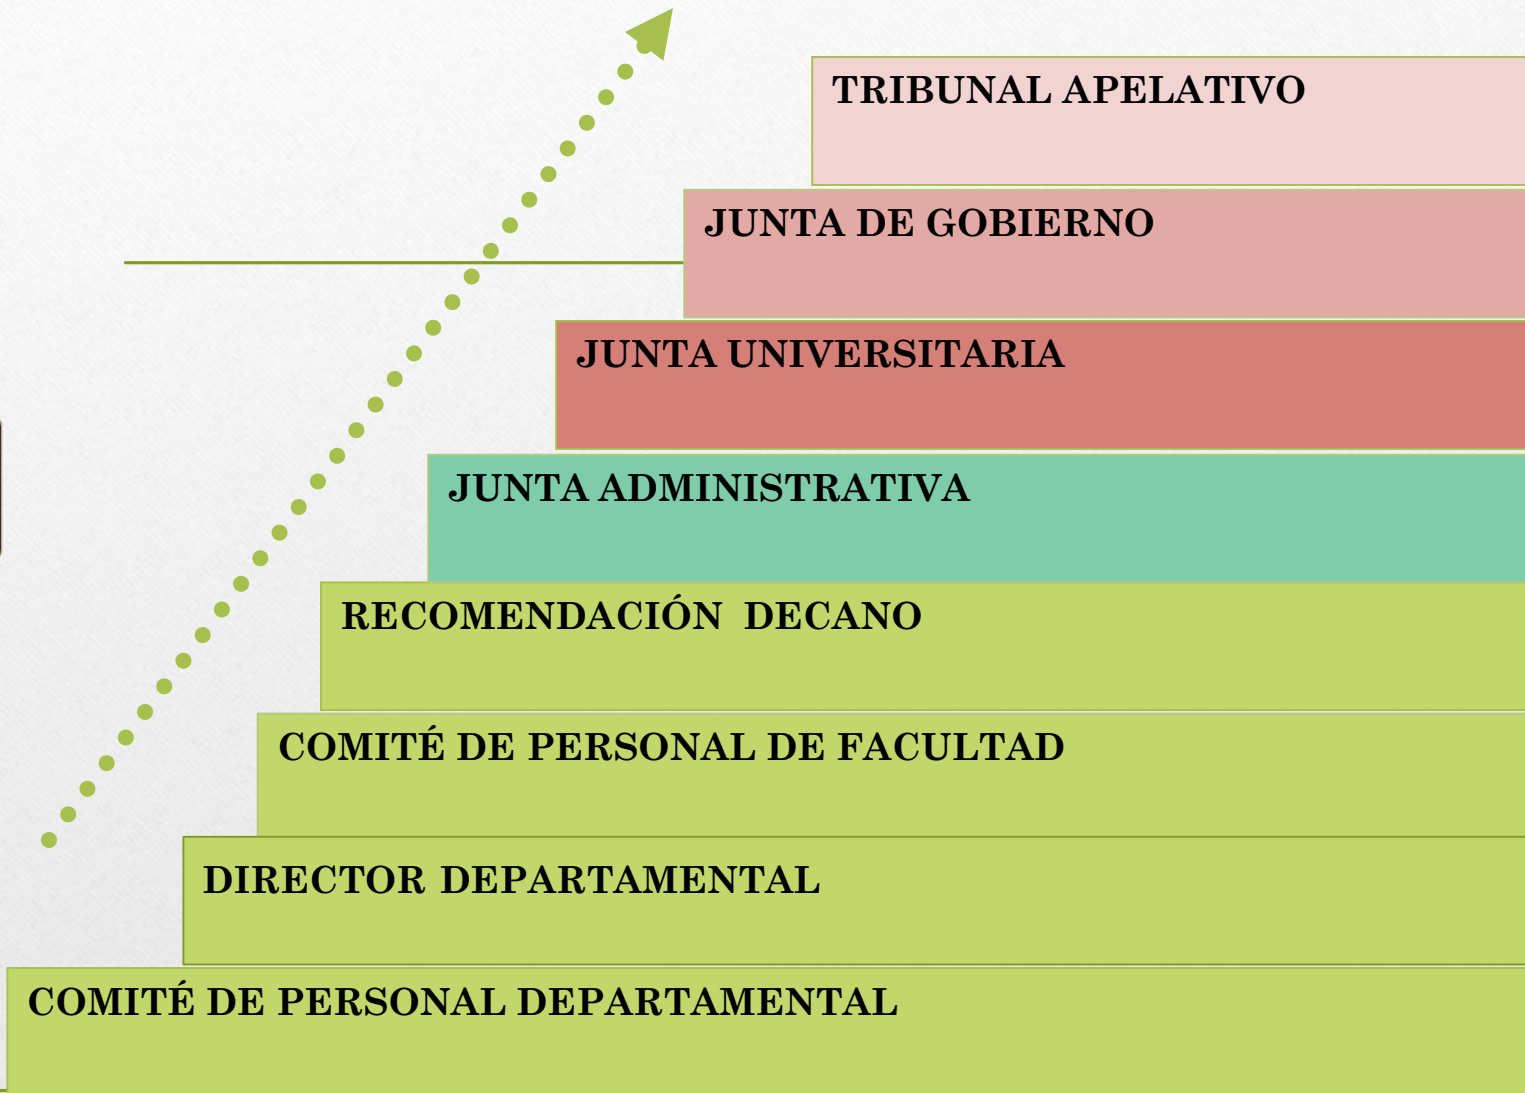 TRIBUNAL APELATIVO
JUNTA DE GOBIERNO
JUNTA UNIVERSITARIA
JUNTA ADMINISTRATIVA
RECOMENDACIÓN DECANO
COMITÉ DE PERSONAL DE FACULTAD
DIRECTOR DEPARTAMENTAL
COMITÉ DE PERSONAL DEPARTAMENTAL